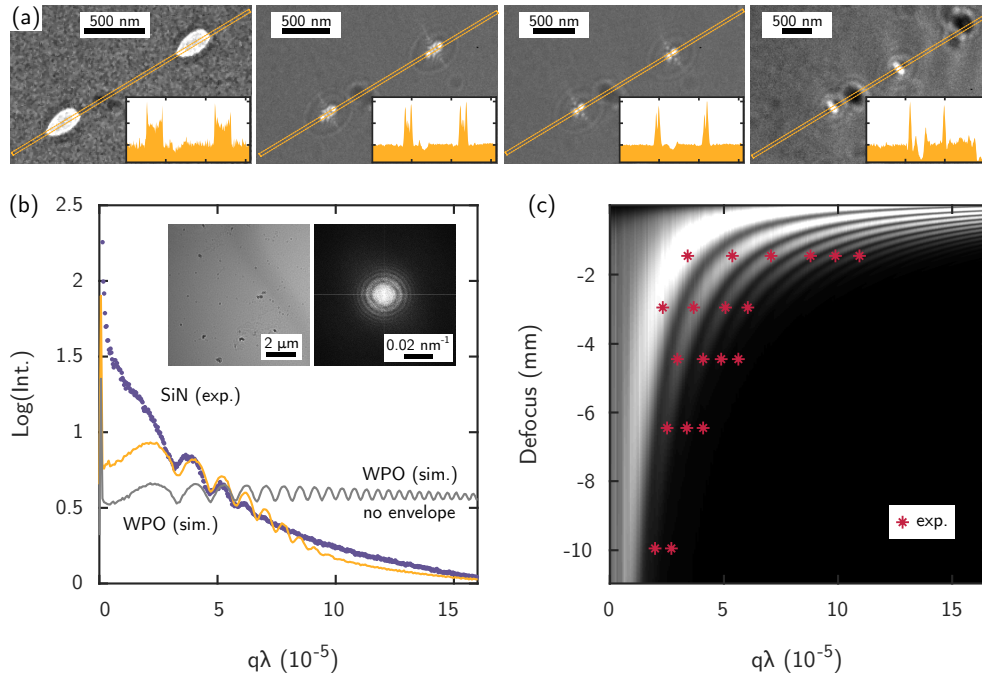 (a)
500 nm
500 nm
500 nm
500 nm
(b)
2.5
2
1.5
1
0.5
0
Log(Int.)
2 μm
0.02 nm⁻¹
SiN (exp.)
WPO (sim.)
WPO (sim.)
no envelope
0
5
10
15
qλ (10⁻⁵)
(c)
-2
-4
-6
-8
-10
Defocus (mm)
exp.
0
5
10
15
qλ (10⁻⁵)